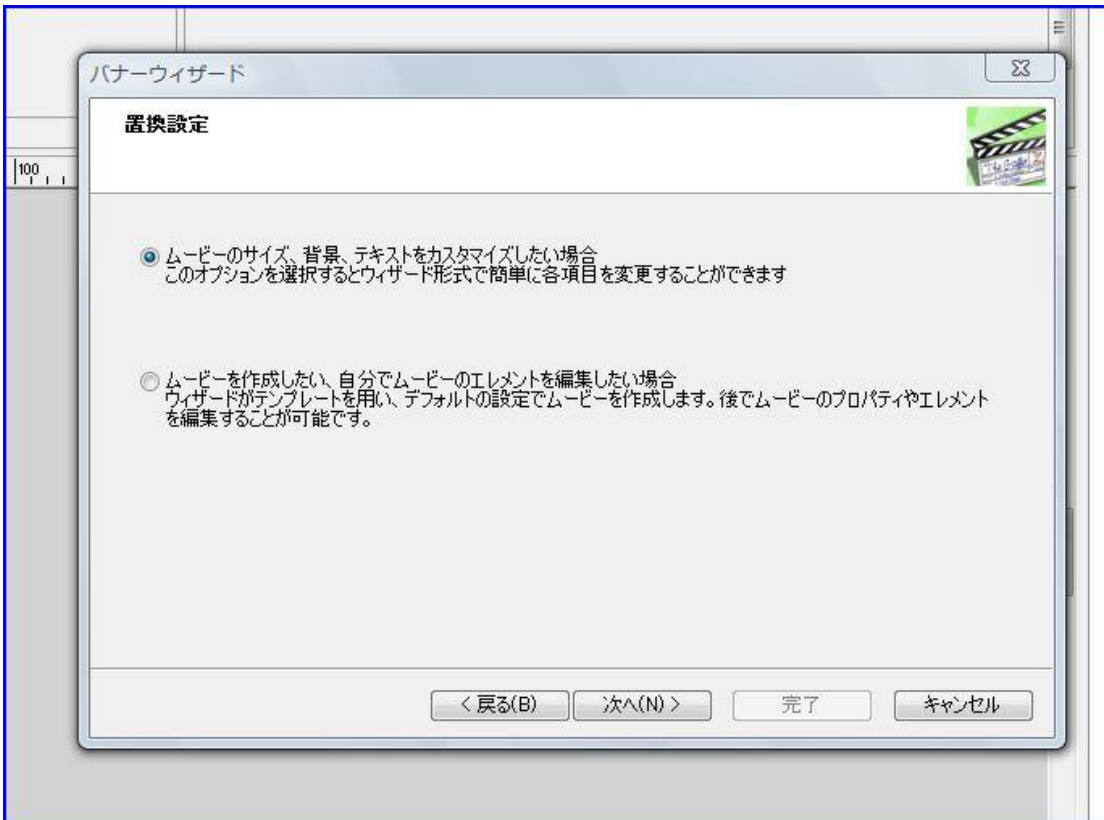 バナーウィザード
置換設定
100
ムービーのサイズ、背景、テキストをカスタマイズしたい場合
このオプションを選択するとウィザード形式で簡単に各項目を変更することができます
ムービーを作成したい、自分でムービーのエレメントを編集したい場合
ウィザードがテンプレートを用い、デフォルトの設定でムービーを作成します。後でムービーのプロパティやエレメント
を編集することが可能です。
< 戻る(B) 次へ(N) > 完了 キャンセル